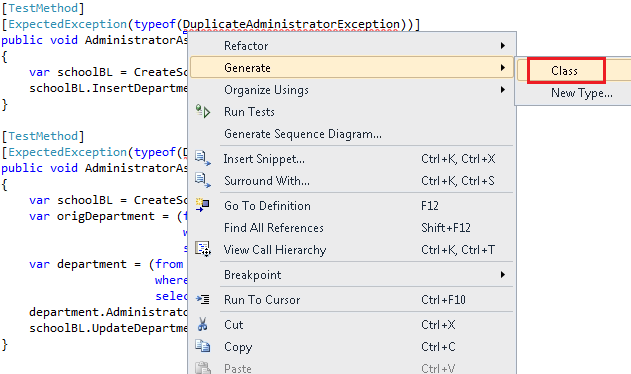 [TestMethod]
[ExpectedException(typeof(DuplicateAdministratorException))]
public void AdministratorAs
{
var schoolBL = CreateSc
schoolBL.InsertDepartme
}
[TestMethod]
[ExpectedException(typeof(D
public void AdministratorAs
{
var schoolBL = CreateSc
var origDepartment = (f
w
s
var department = (from
where
selec
department.Administrato
schoolBL.UpdateDepartme
}
Refactor
Generate
Organize Usings
Run Tests
Generate Sequence Diagram...
Insert Snippet... Ctrl+K, Ctrl+X
Surround With... Ctrl+K, Ctrl+S
Go To Definition F12
Find All References Shift+F12
View Call Hierarchy Ctrl+K, Ctrl+T
Breakpoint
Run To Cursor Ctrl+F10
Cut Ctrl+X
Copy Ctrl+C
Paste Ctrl+V
Class
New Type...